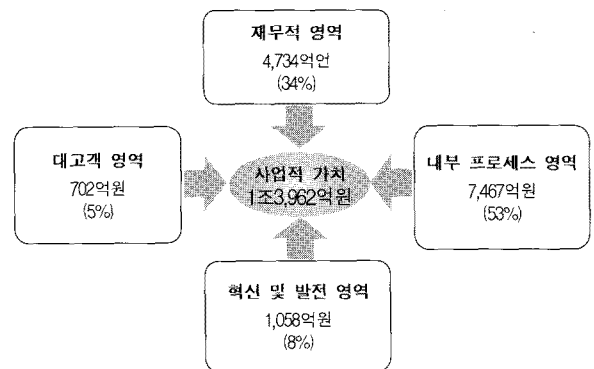 재무적 영역
4,734억언
(34%)
대고객 영역
702억원
(5%)
사업적 가치
1조3,962억원
내부 프로세스 영역
7,467억원
(53%)
혁신 및 발전 영역
1,058억원
(8%)